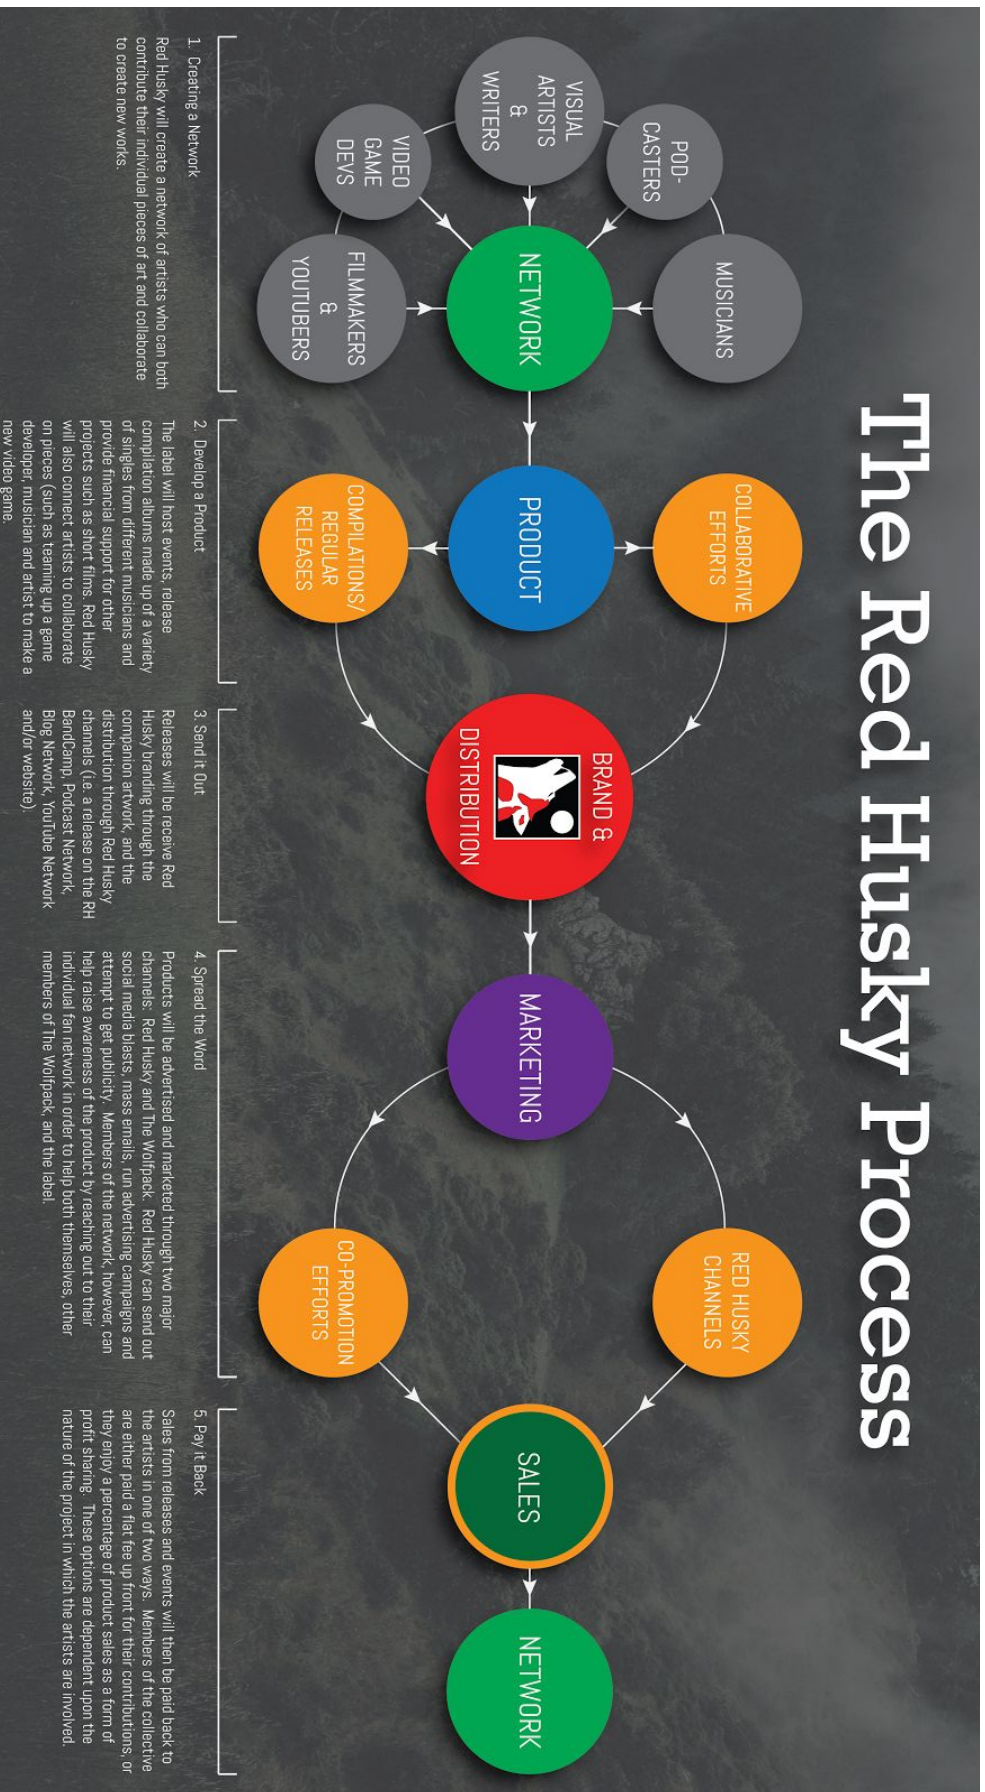 The Red Husky Process
MUSICIANS
POD-
CASTERS
VISUAL
ARTISTS
&
WRITERS
VIDEO
GAME
DEVS
FILMMAKERS
&
YOUTUBERS
NETWORK
PRODUCT
COLLABORATIVE
EFFORTS
COMPILATIONS/
REGULAR
RELEASES
BRAND &
DISTRIBUTION
MARKETING
RED HUSKY
CHANNELS
CO-PROMOTION
EFFORTS
SALES
NETWORK
1. Creating a Network
Red Husky will create a network of artists who can both
contribute their individual pieces of art and collaborate
to create new works.
2. Develop a Product
The label will host events, release
compilation albums made up of a variety
of singles from different musicians and
provide financial support for other
projects such as short films. Red Husky
will also connect artists to collaborate
on pieces (such as teaming up a game
developer, musician and artist to make a
new video game.
3. Send it Out
Releases will be receive Red
Husky branding through the
companion artwork, and the
distribution through Red Husky
channels (i.e. a release on the RH
BandCamp, Podcast Network,
Blog Network, YouTube Network
and/or website).
4. Spread the Word
Products will be advertised and marketed through two major
channels: Red Husky and The Wolfpack. Red Husky can send out
social media blasts, mass emails, run advertising campaigns and
attempt to get publicity. Members of the network, however, can
help raise awareness of the product by reaching out to their
individual fan network in order to help both themselves, other
members of The Wolfpack, and the label.
5. Pay it Back
Sales from releases and events will then be paid back to
the artists in one of two ways. Members of the collective
are either paid a flat fee up front for their contributions, or
they enjoy a percentage of product sales as a form of
profit sharing. These options are dependent upon the
nature of the project in which the artists are involved.